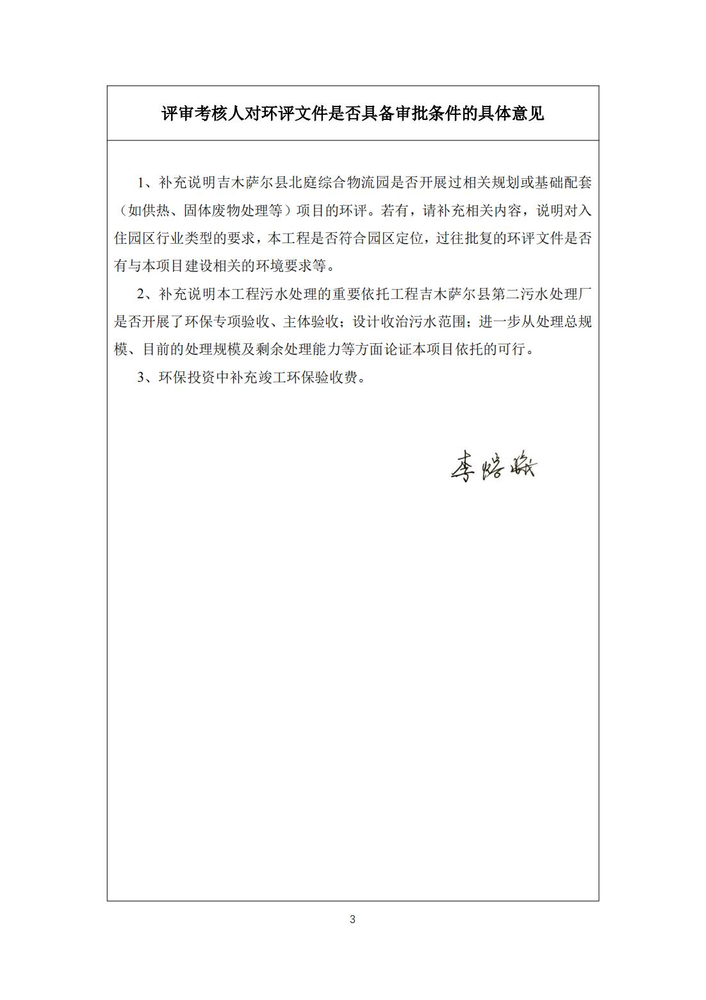 评审考核人对环评文件是否具备审批条件的具体意见
1、补充说明吉木萨尔县北庭综合物流园是否开展过相关规划或基础配套
（如供热、固体废物处理等）项目的环评。若有，请补充相关内容，说明对入
住园区行业类型的要求，本工程是否符合园区定位，过往批复的环评文件是否
有与本项目建设相关的环境要求等。
2、补充说明本工程污水处理的重要依托工程吉木萨尔县第二污水处理厂
是否开展了环保专项验收、主体验收；设计收治污水范围；进一步从处理总规
模、目前的处理规模及剩余处理能力等方面论证本项目依托的可行。
3、环保投资中补充竣工环保验收费。
李
3